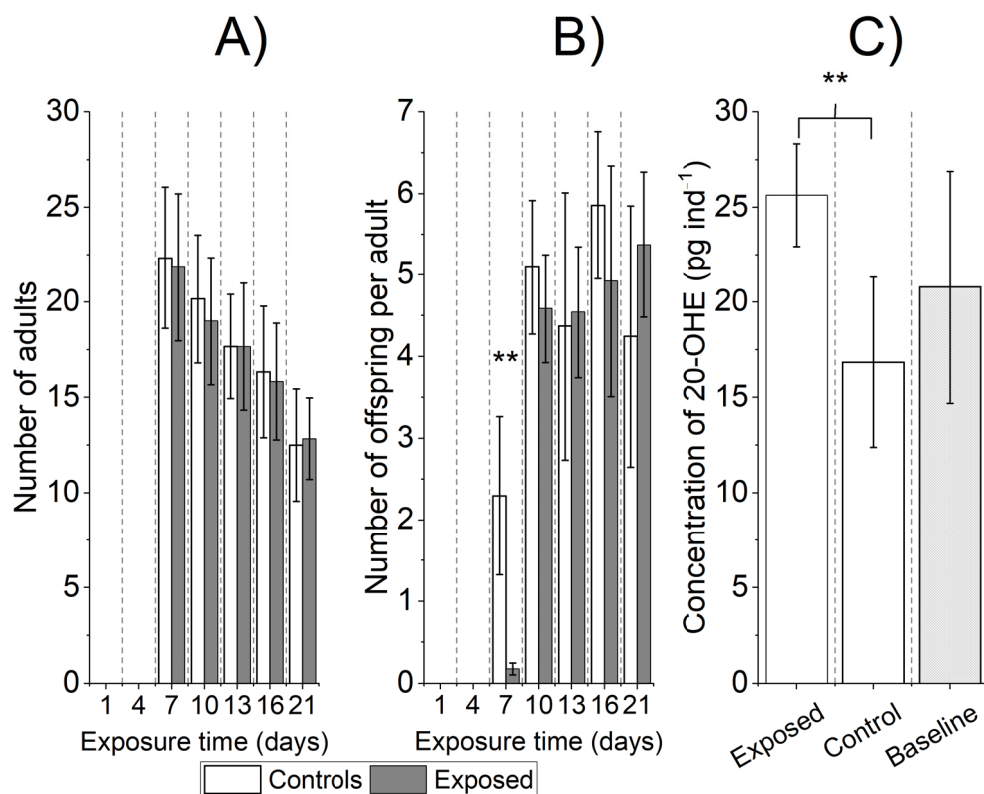 A)
B)
C)
Number of adults
30
25
20
15
10
5
0
1 4 7 10 13 16 21
Exposure time (days)
Number of offspring per adult
7
6
5
4
3
2
1
0
**
1 4 7 10 13 16 21
Exposure time (days)
Concentration of 20-OHE (pg ind⁻¹)
30
25
20
15
10
5
0
**
Exposed
Control
Baseline
Controls
Exposed